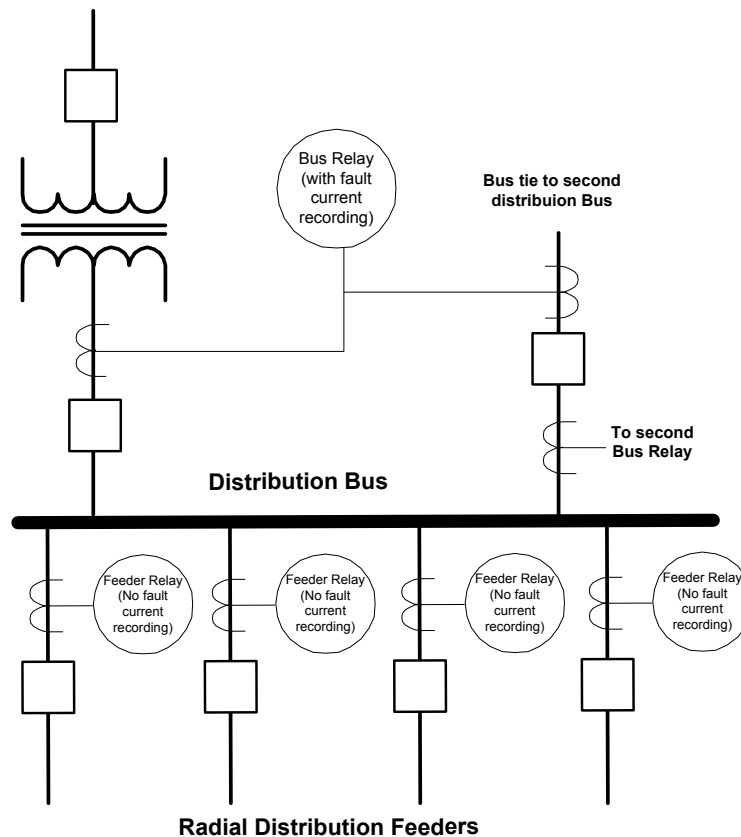 Bus Relay
(with fault
current
recording)
Bus tie to second
distribuion Bus
To second
Bus Relay
Distribution Bus
Feeder Relay
(No fault
current
recording)
Feeder Relay
(No fault
current
recording)
Feeder Relay
(No fault
current
recording)
Feeder Relay
(No fault
current
recording)
Radial Distribution Feeders